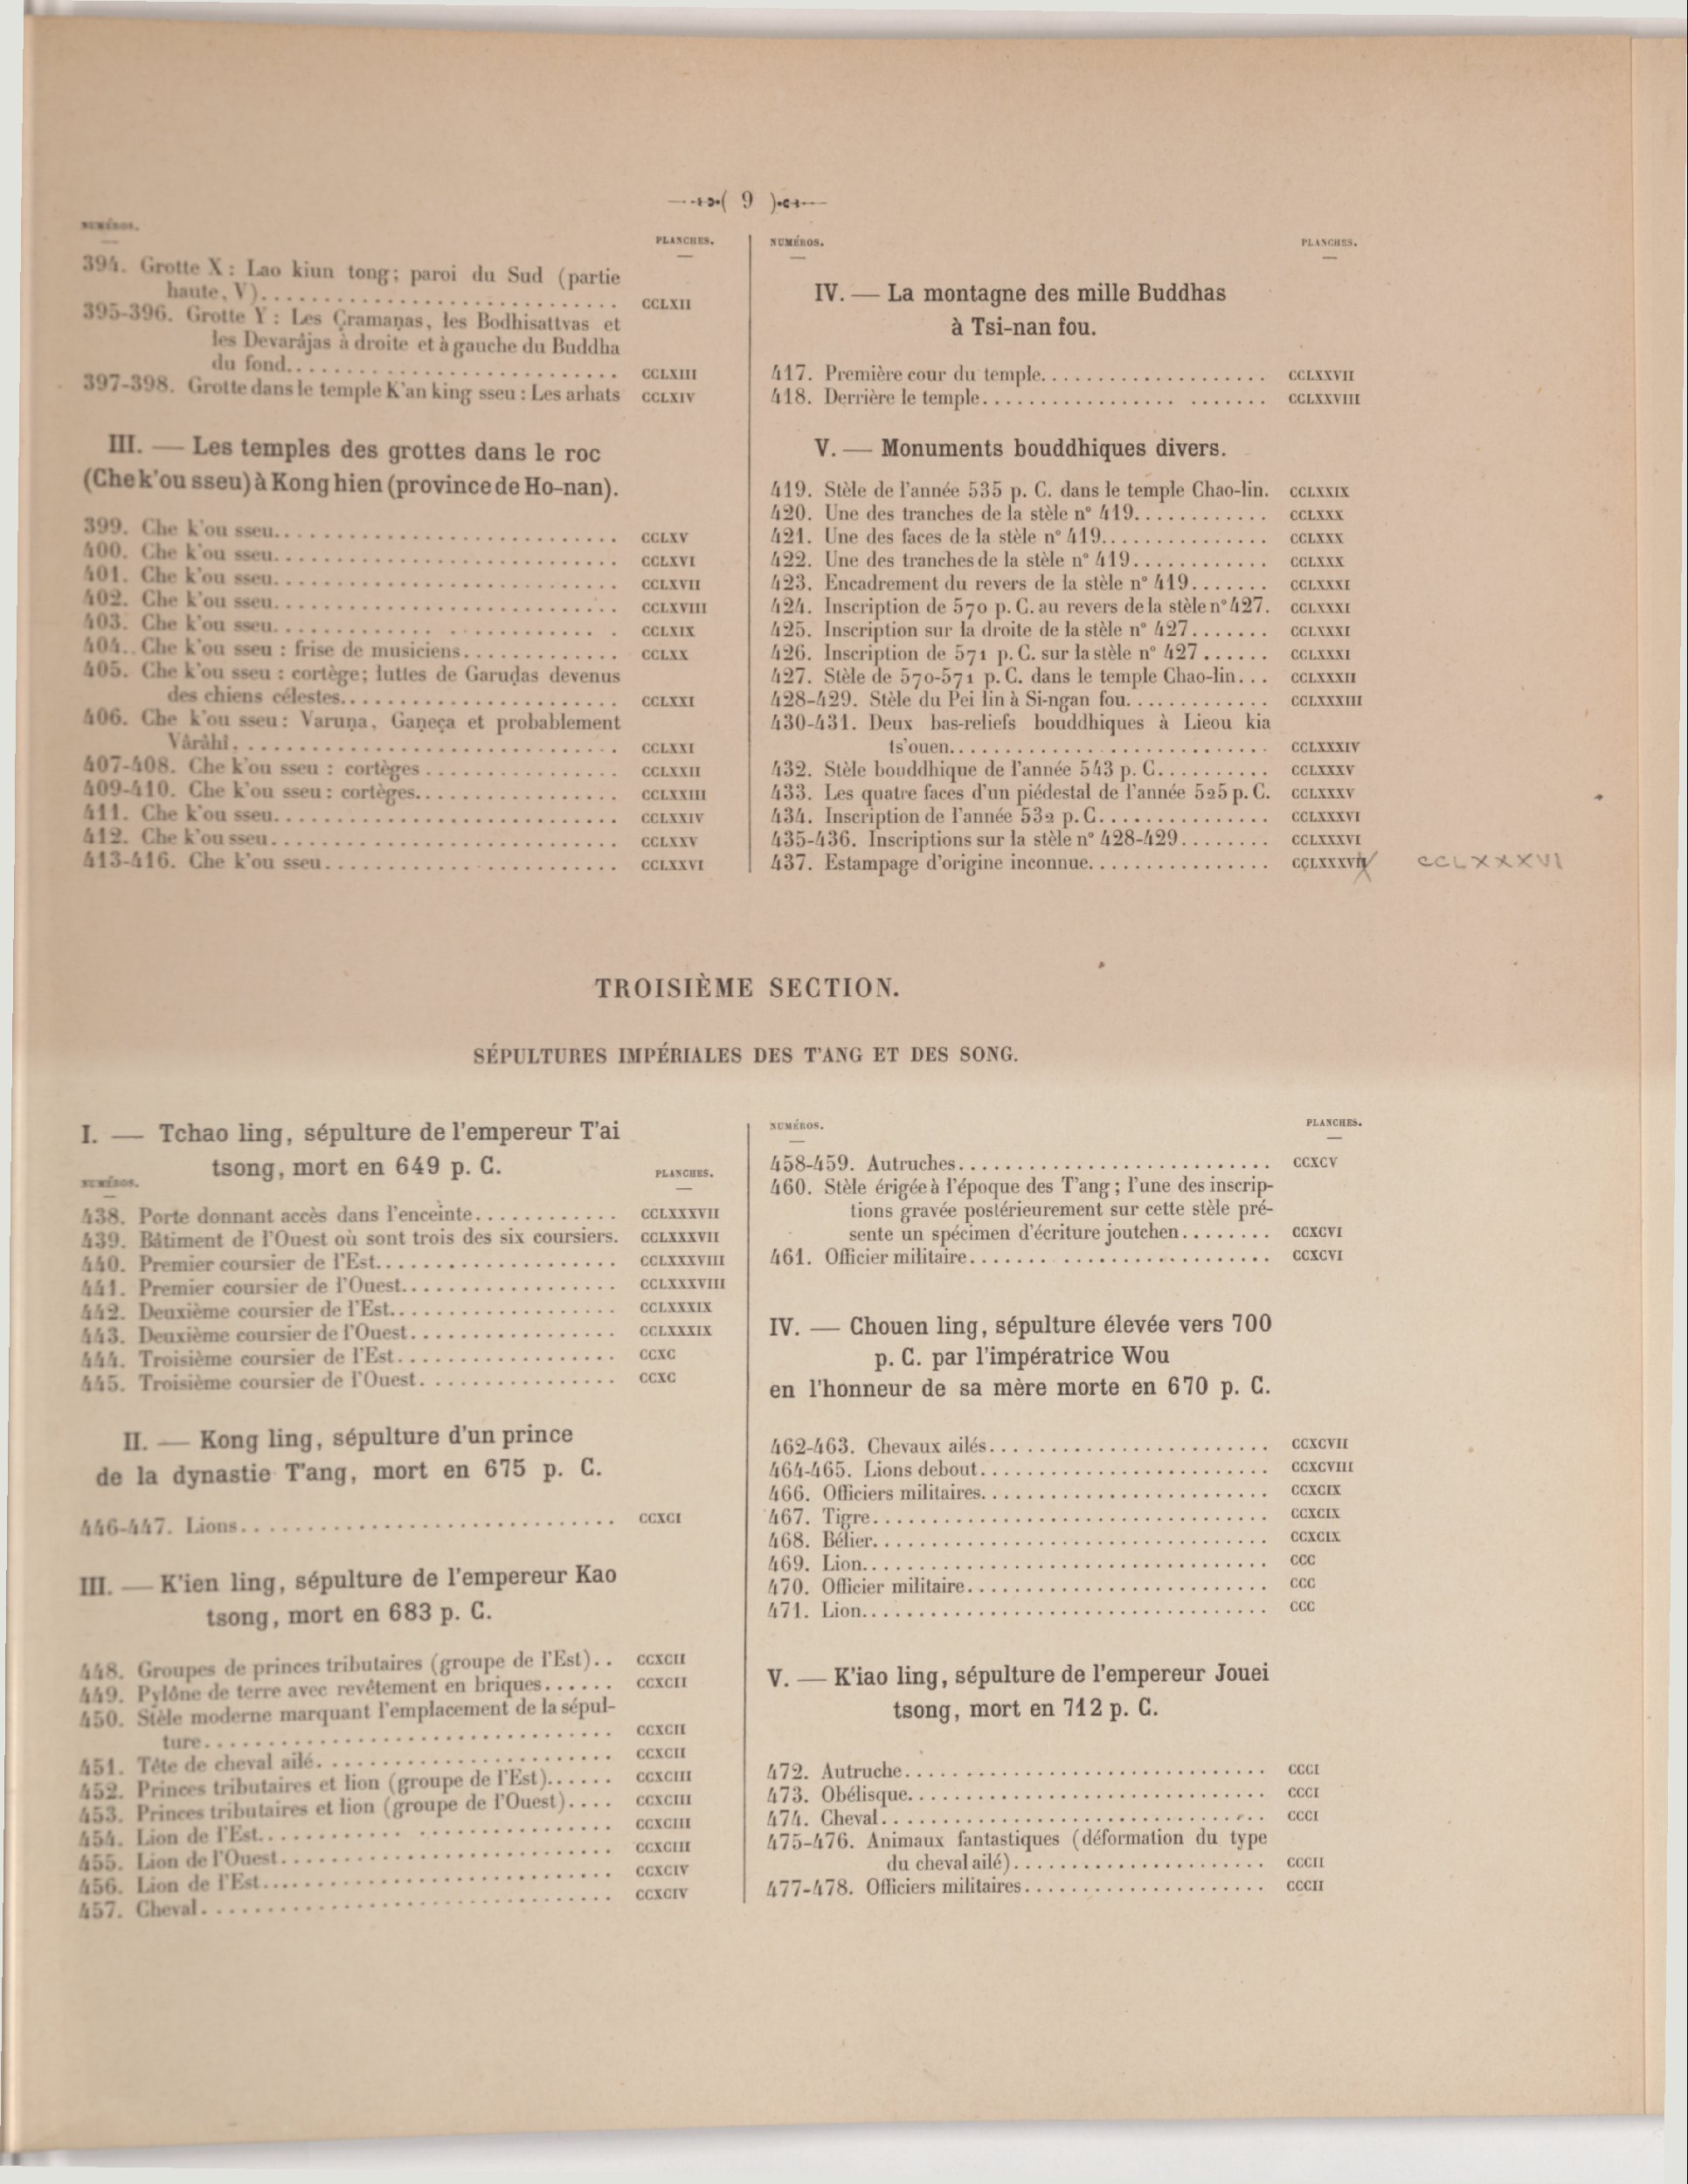 ( 9 )
NUMÉROS.
PLANCHES.
394. Grotte X : Lao kiun tong; paroi du Sud (partie
haute, V)............................ CCLXII
395-396. Grotte Y : Les Çramaṇas, les Bodhisattvas et
les Devarâjas à droite et à gauche du Buddha
du fond............................ CCLXIII
397-398. Grotte dans le temple K'an king sseu : Les arhats CCLXIV
III. — Les temples des grottes dans le roc
(Che k'ou sseu) à Kong hien (province de Ho-nan).
399. Che k'ou sseu............................ CCLXV
400. Che k'ou sseu............................ CCLXVI
401. Che k'ou sseu............................ CCLXVII
402. Che k'ou sseu............................ CCLXVIII
403. Che k'ou sseu............................ CCLXIX
404. Che k'ou sseu : frise de musiciens............. CCLXX
405. Che k'ou sseu : cortège; luttes de Garuḍas devenus
des chiens célestes....................... CCLXXI
406. Che k'ou sseu : Varuṇa, Gaṇeça et probablement
Vârâhî................................ CCLXXI
407-408. Che k'ou sseu : cortèges................ CCLXXII
409-410. Che k'ou sseu : cortèges................ CCLXXIII
411. Che k'ou sseu............................ CCLXXIV
412. Che k'ou sseu............................ CCLXXV
413-416. Che k'ou sseu........................ CCLXXVI
NUMÉROS.
PLANCHES.
IV. — La montagne des mille Buddhas
à Tsi-nan fou.
417. Première cour du temple................... CCLXXVII
418. Derrière le temple....................... CCLXXVIII
V. — Monuments bouddhiques divers.
419. Stèle de l'année 535 p. C. dans le temple Chao-lin. CCLXXIX
420. Une des tranches de la stèle n° 419............ CCLXXX
421. Une des faces de la stèle n° 419............... CCLXXX
422. Une des tranches de la stèle n° 419............ CCLXXX
423. Encadrement du revers de la stèle n° 419....... CCLXXXI
424. Inscription de 570 p. C. au revers de la stèle n° 427. CCLXXXI
425. Inscription sur la droite de la stèle n° 427....... CCLXXXI
426. Inscription de 571 p. C. sur la stèle n° 427...... CCLXXXI
427. Stèle de 570-571 p. C. dans le temple Chao-lin... CCLXXXII
428-429. Stèle du Pei lin à Si-ngan fou............. CCLXXXIII
430-431. Deux bas-reliefs bouddhiques à Lieou kia
ts'ouen........................... CCLXXXIV
432. Stèle bouddhique de l'année 543 p. C.......... CCLXXXV
433. Les quatre faces d'un piédestal de l'année 525 p. C. CCLXXXV
434. Inscription de l'année 532 p. C............... CCLXXXVI
435-436. Inscriptions sur la stèle n° 428-429........ CCLXXXVI
437. Estampage d'origine inconnue................ CCLXXXVII CCLXXXVI
TROISIÈME SECTION.
SÉPULTURES IMPÉRIALES DES T'ANG ET DES SONG.
I. — Tchao ling, sépulture de l'empereur T'ai
tsong, mort en 649 p. C.
NUMÉROS.
PLANCHES.
438. Porte donnant accès dans l'enceinte............ CCLXXXVII
439. Bâtiment de l'Ouest où sont trois des six coursiers. CCLXXXVII
440. Premier coursier de l'Est.................... CCLXXXVIII
441. Premier coursier de l'Ouest.................. CCLXXXVIII
442. Deuxième coursier de l'Est................... CCLXXXIX
443. Deuxième coursier de l'Ouest................. CCLXXXIX
444. Troisième coursier de l'Est................... CCXC
445. Troisième coursier de l'Ouest................. CCXC
II. — Kong ling, sépulture d'un prince
de la dynastie T'ang, mort en 675 p. C.
446-447. Lions............................... CCXCI
III. — K'ien ling, sépulture de l'empereur Kao
tsong, mort en 683 p. C.
448. Groupes de princes tributaires (groupe de l'Est).. CCXCII
449. Pylône de terre avec revêtement en briques...... CCXCII
450. Stèle moderne marquant l'emplacement de la sépul-
ture.................................. CCXCII
451. Tête de cheval ailé........................ CCXCII
452. Princes tributaires et lion (groupe de l'Est)...... CCXCIII
453. Princes tributaires et lion (groupe de l'Ouest).... CCXCIII
454. Lion de l'Est............................. CCXCIII
455. Lion de l'Ouest........................... CCXCIII
456. Lion de l'Est............................. CCXCIV
457. Cheval.................................. CCXCIV
NUMÉROS.
PLANCHES.
458-459. Autruches........................... CCXCV
460. Stèle érigée à l'époque des T'ang; l'une des inscrip-
tions gravée postérieurement sur cette stèle pré-
sente un spécimen d'écriture joutchen........ CCXCVI
461. Officier militaire.......................... CCXCVI
IV. — Chouen ling, sépulture élevée vers 700
p. C. par l'impératrice Wou
en l'honneur de sa mère morte en 670 p. C.
462-463. Chevaux ailés........................ CCXCVII
464-465. Lions debout......................... CCXCVIII
466. Officiers militaires......................... CCXCIX
467. Tigre................................... CCXCIX
468. Bélier................................... CCXCIX
469. Lion.................................... CCC
470. Officier militaire.......................... CCC
471. Lion.................................... CCC
V. — K'iao ling, sépulture de l'empereur Jouei
tsong, mort en 712 p. C.
472. Autruche................................ CCCI
473. Obélisque................................ CCCI
474. Cheval.................................. CCCI
475-476. Animaux fantastiques (déformation du type
du cheval ailé)....................... CCCII
477-478. Officiers militaires..................... CCCII